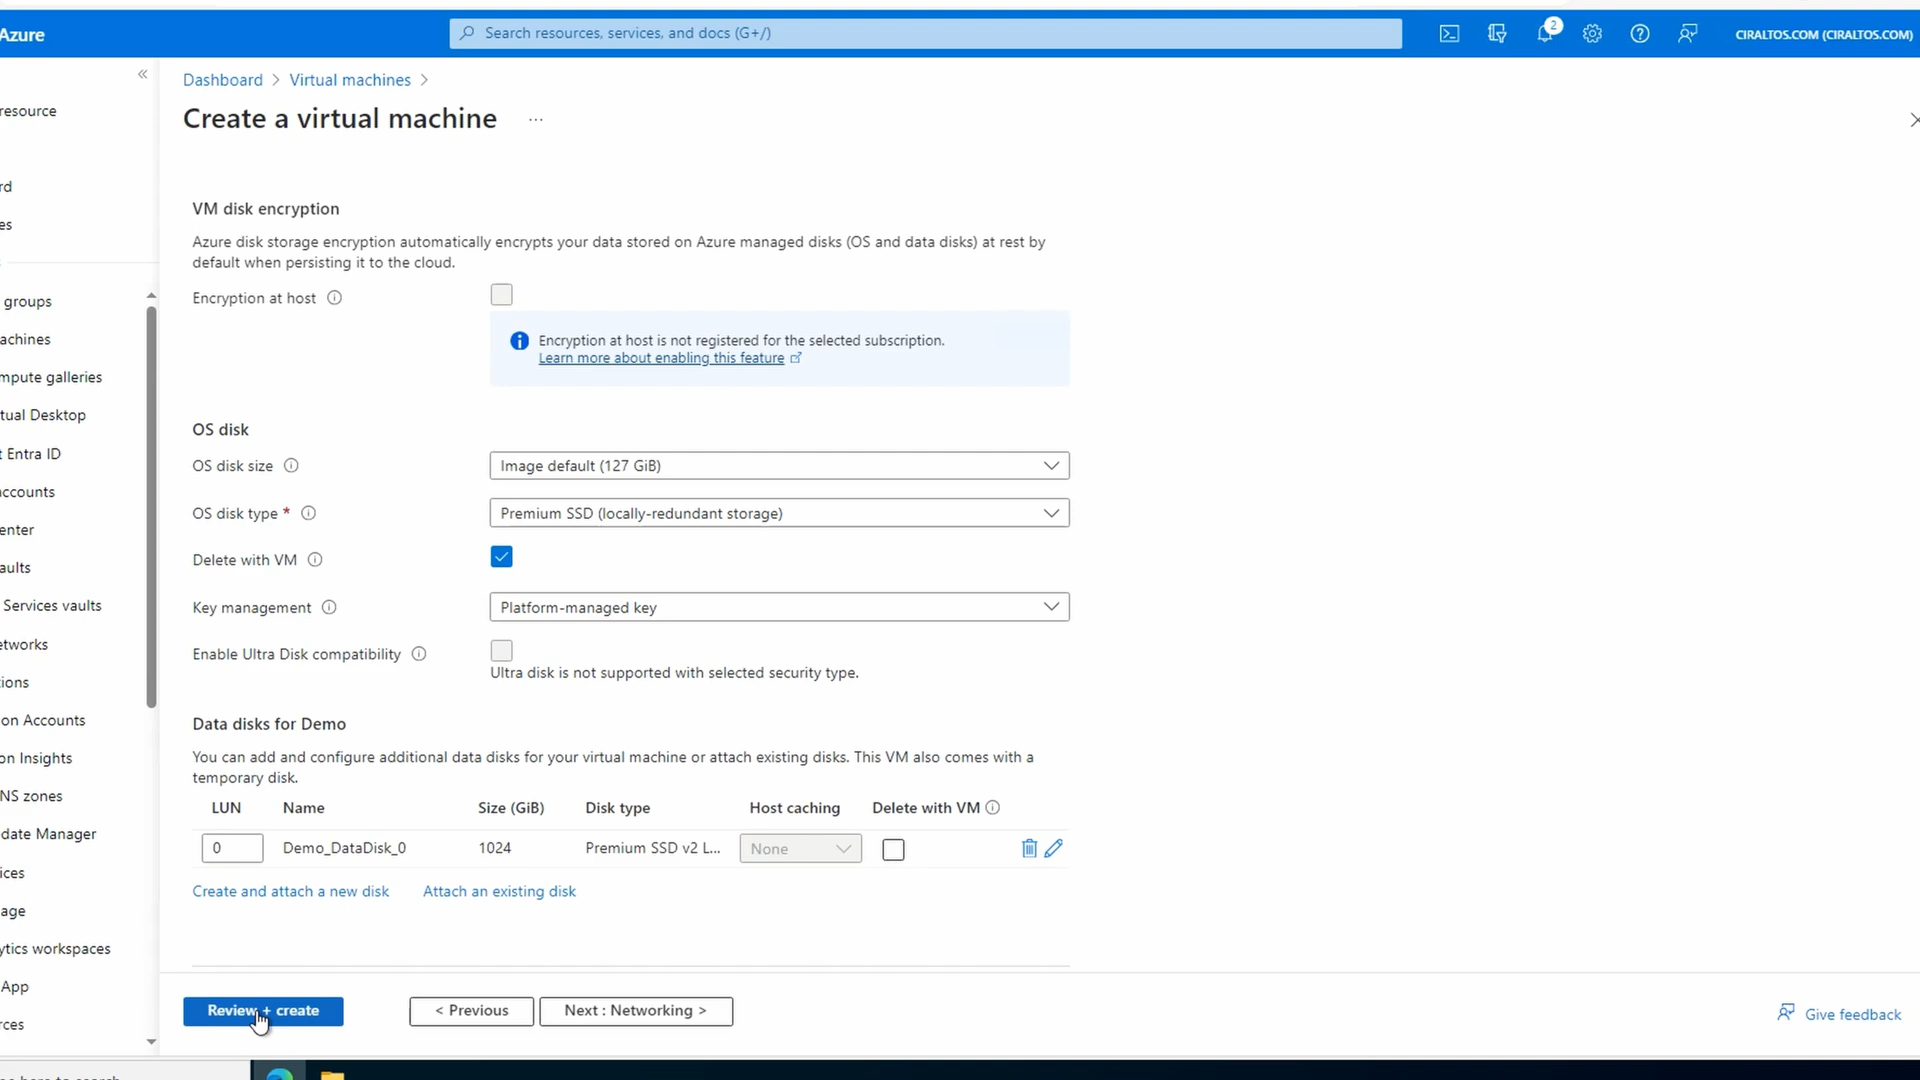 Azure
Search resources, services, and docs (G+/)
2
CIRALTOS.COM (CIRALTOS.COM)
Dashboard > Virtual machines >
Create a virtual machine ...
resource
rd
es
groups
achines
mpute galleries
tual Desktop
t Entra ID
accounts
enter
aults
Services vaults
etworks
tions
on Accounts
on Insights
NS zones
date Manager
ices
age
ytics workspaces
App
rces
VM disk encryption
Azure disk storage encryption automatically encrypts your data stored on Azure managed disks (OS and data disks) at rest by
default when persisting it to the cloud.
Encryption at host
Encryption at host is not registered for the selected subscription.
Learn more about enabling this feature
OS disk
OS disk size Image default (127 GiB)
OS disk type * Premium SSD (locally-redundant storage)
Delete with VM
Key management Platform-managed key
Enable Ultra Disk compatibility
Ultra disk is not supported with selected security type.
Data disks for Demo
You can add and configure additional data disks for your virtual machine or attach existing disks. This VM also comes with a
temporary disk.
LUN Name Size (GiB) Disk type Host caching Delete with VM
0 Demo_DataDisk_0 1024 Premium SSD v2 L... None
Create and attach a new disk Attach an existing disk
Review + create < Previous Next : Networking >
Give feedback